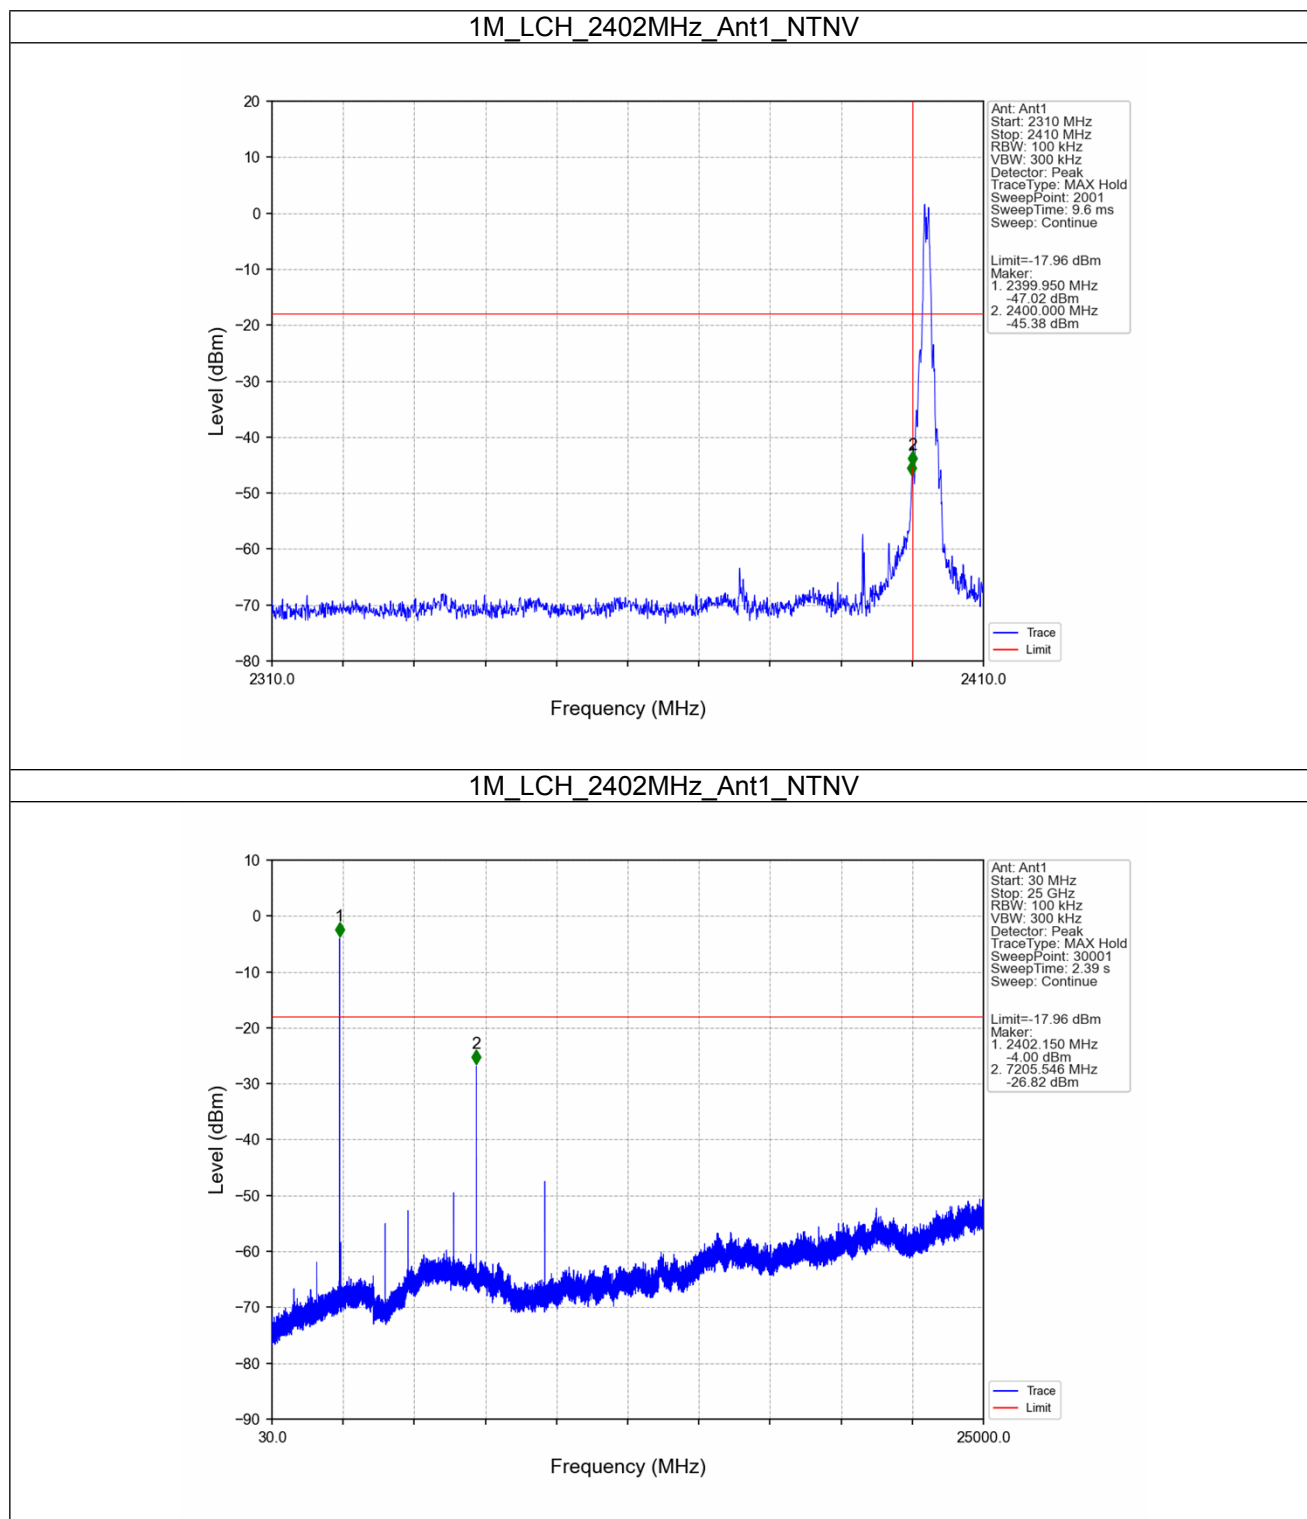 1M_LCH_2402MHz_Ant1_NTNV
20
10
0
−10
−20
−30
−40
−50
−60
−70
−80
Level (dBm)
2
2310.0
2410.0
Frequency (MHz)
Ant: Ant1
Start: 2310 MHz
Stop: 2410 MHz
RBW: 100 kHz
VBW: 300 kHz
Detector: Peak
TraceType: MAX Hold
SweepPoint: 2001
SweepTime: 9.6 ms
Sweep: Continue
Limit=-17.96 dBm
Maker:
1. 2399.950 MHz
-47.02 dBm
2. 2400.000 MHz
-45.38 dBm
Trace
Limit
1M_LCH_2402MHz_Ant1_NTNV
10
0
−10
−20
−30
−40
−50
−60
−70
−80
−90
Level (dBm)
1
2
30.0
25000.0
Frequency (MHz)
Ant: Ant1
Start: 30 MHz
Stop: 25 GHz
RBW: 100 kHz
VBW: 300 kHz
Detector: Peak
TraceType: MAX Hold
SweepPoint: 30001
SweepTime: 2.39 s
Sweep: Continue
Limit=-17.96 dBm
Maker:
1. 2402.150 MHz
-4.00 dBm
2. 7205.546 MHz
-26.82 dBm
Trace
Limit